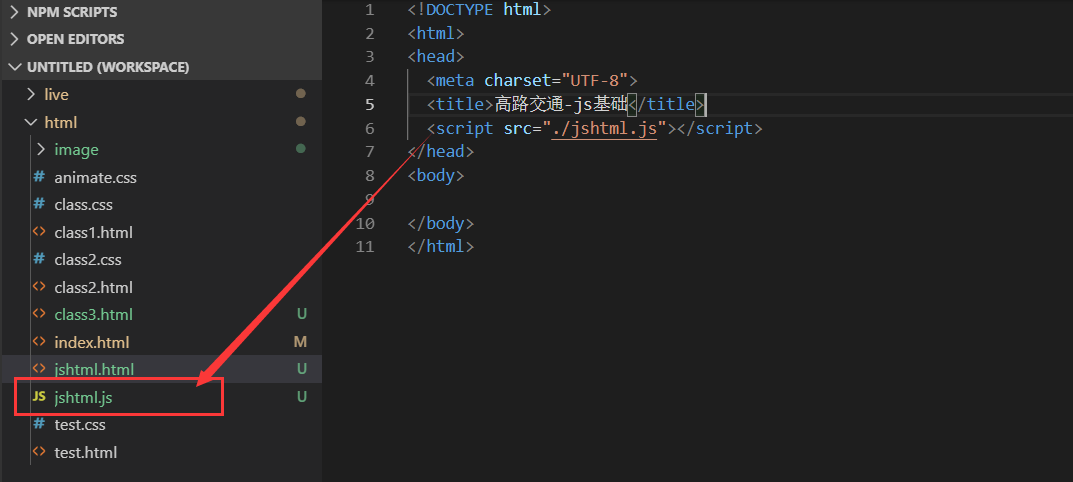 NPM SCRIPTS
OPEN EDITORS
UNTITLED (WORKSPACE)
live
html
image
# animate.css
# class.css
<> class1.html
# class2.css
<> class2.html
<> class3.html U
<> index.html M
<> jshtml.html U
JS jshtml.js U
# test.css
<> test.html
1 <!DOCTYPE html>
2 <html>
3 <head>
4 <meta charset="UTF-8">
5 <title>高路交通-js基础</title>
6 <script src="./jshtml.js"></script>
7 </head>
8 <body>
9
10 </body>
11 </html>